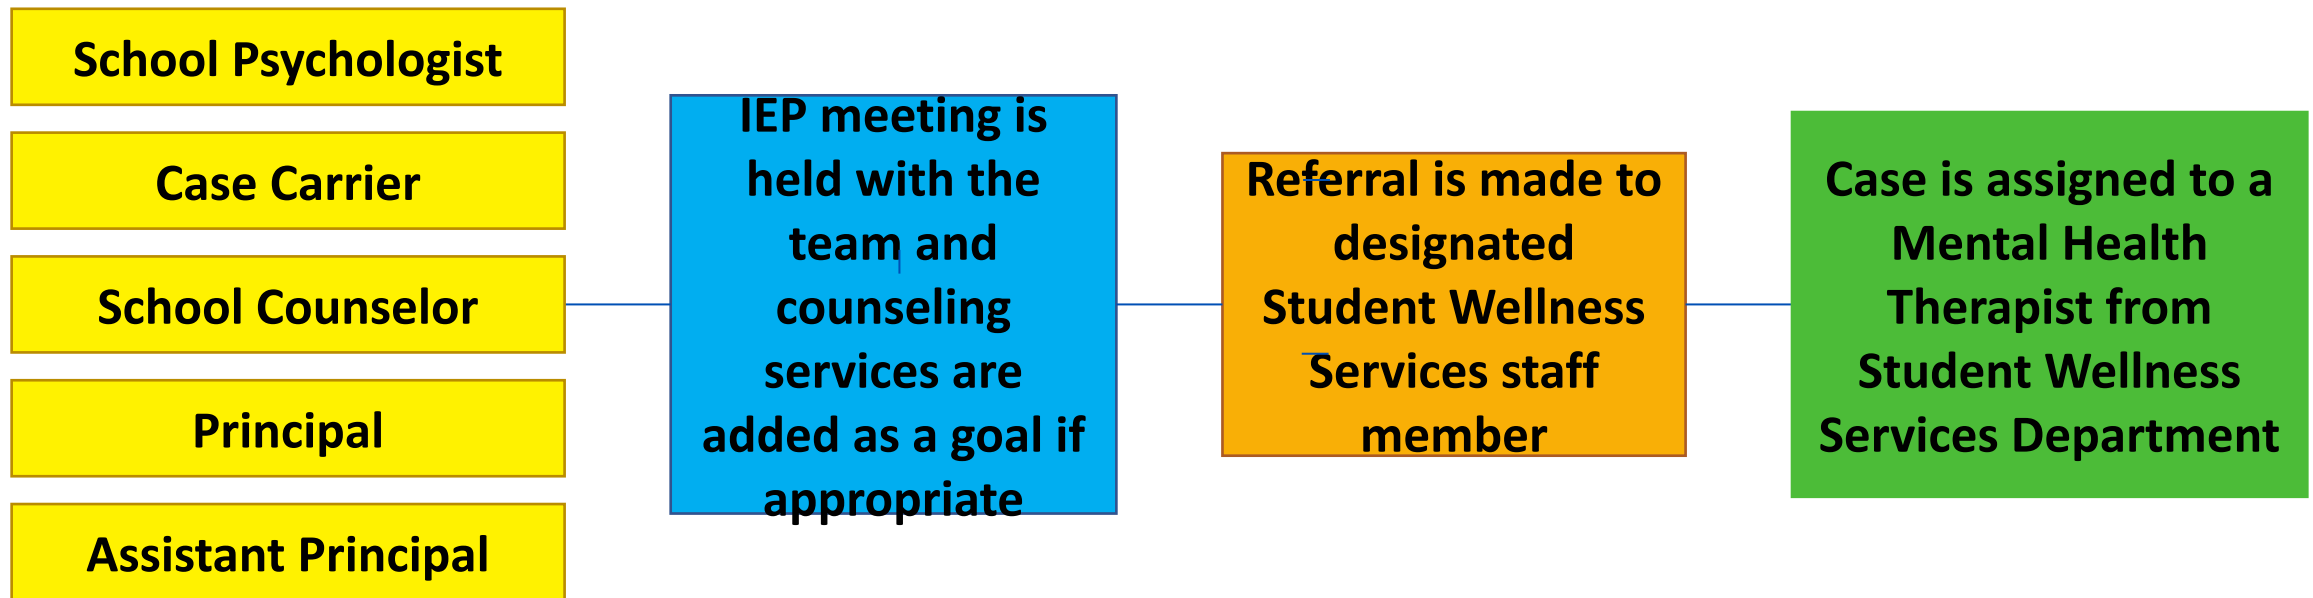 School Psychologist
Case Carrier
School Counselor
Principal
Assistant Principal
IEP meeting is
held with the
team and
counseling
services are
added as a goal if
appropriate
Referral is made to
designated
Student Wellness
Services staff
member
Case is assigned to a
Mental Health
Therapist from
Student Wellness
Services Department